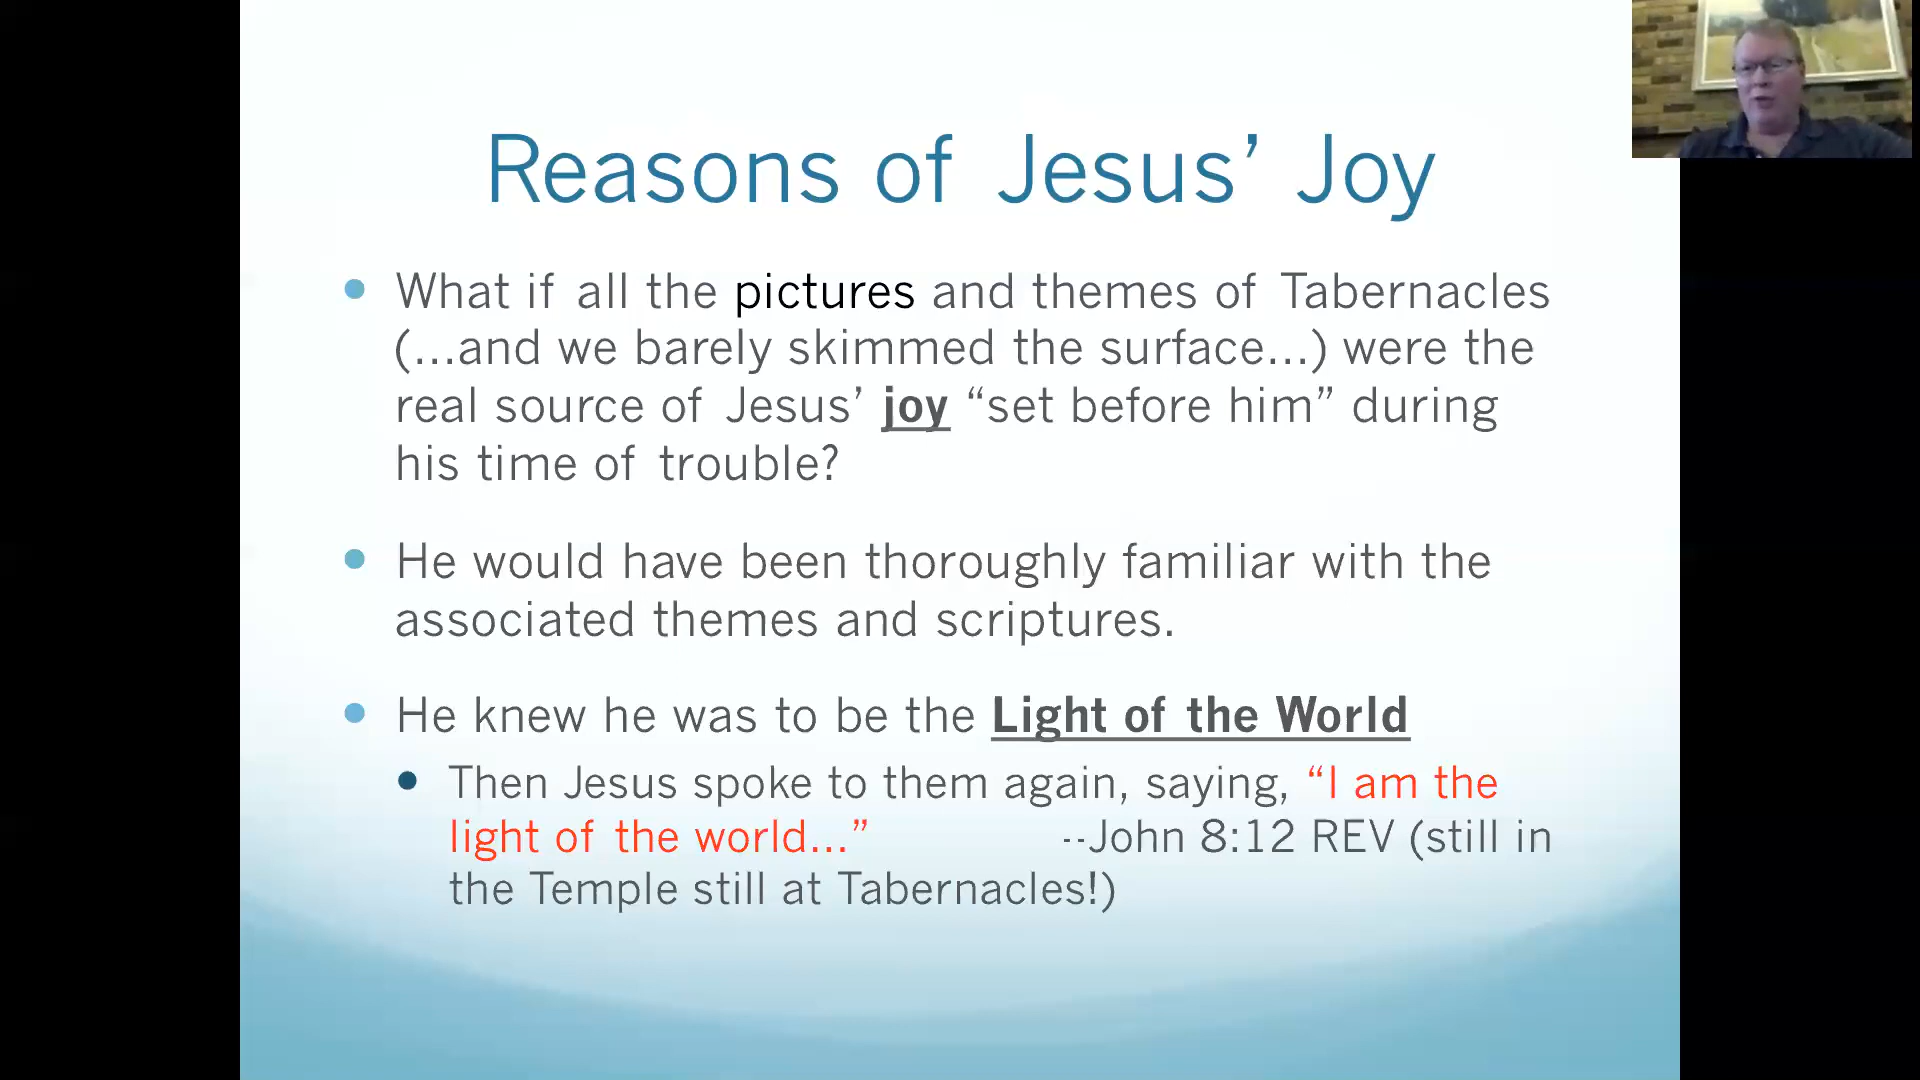 Reasons of Jesus’ Joy
What if all the pictures and themes of Tabernacles
(...and we barely skimmed the surface...) were the
real source of Jesus’ joy “set before him” during
his time of trouble?
He would have been thoroughly familiar with the
associated themes and scriptures.
He knew he was to be the Light of the World
Then Jesus spoke to them again, saying, “I am the
light of the world...” --John 8:12 REV (still in
the Temple still at Tabernacles!)